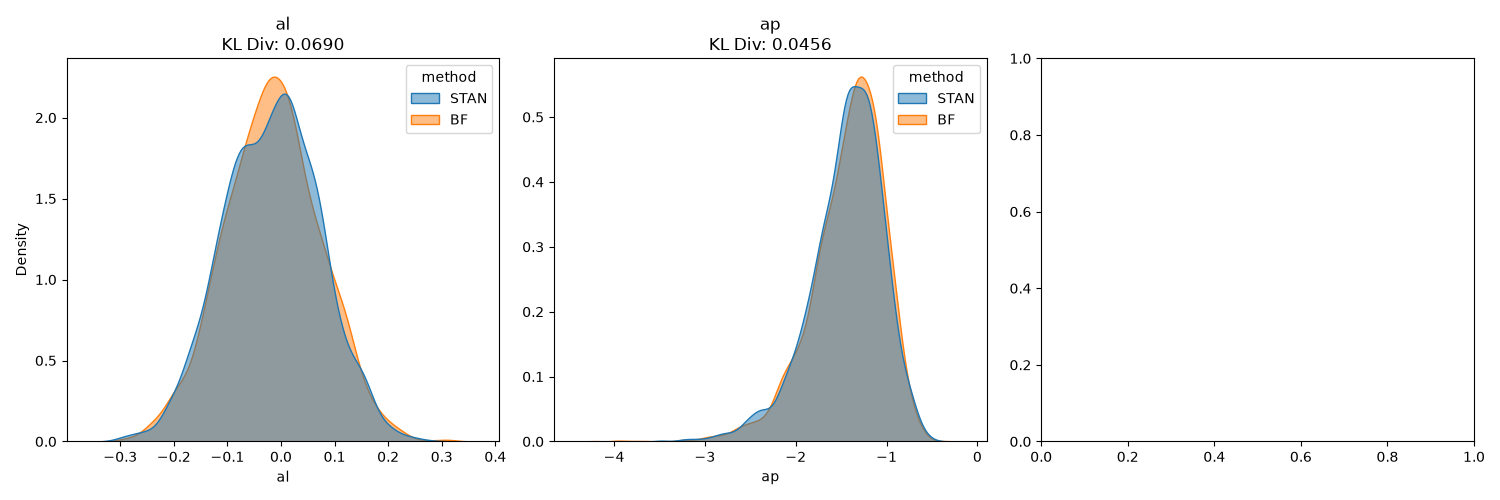 al
KL Div: 0.0690
method
STAN
BF
Density
2.0
1.5
1.0
0.5
0.0
−0.3 −0.2 −0.1 0.0 0.1 0.2 0.3 0.4
al
ap
KL Div: 0.0456
method
STAN
BF
0.5
0.4
0.3
0.2
0.1
0.0
−4 −3 −2 −1 0
ap
1.0
0.8
0.6
0.4
0.2
0.0
0.0 0.2 0.4 0.6 0.8 1.0